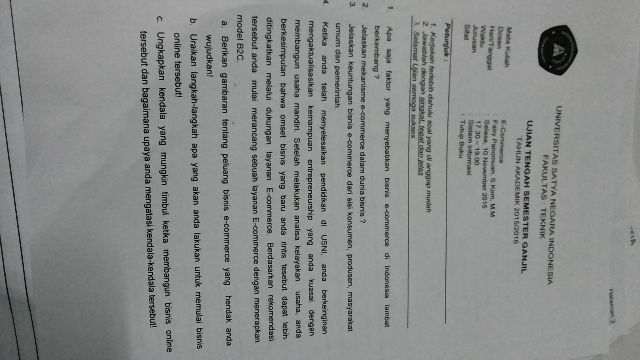 Halaman 3
UNIVERSITAS SATYA NEGARA INDONESIA
FAKULTAS : TEKNIK
UJIAN TENGAH SEMESTER GANJIL
TAHUN AKADEMIK 2015/2016
Mata Kuliah : E-Commerce
Dosen : Fairy Panomuan, S.Kom, M.M
Hari/Tanggal : Selasa, 10 November 2015
Waktu : 17.30 – 19.00
Jurusan : Sistem Informasi
Sifat : Tutup Buku
Petunjuk :
1. Kerjakan terlebih dahulu soal yang di anggap mudah
2. Jawablah dengan singkat, tepat dan jelas
3. Selamat Ujian semoga sukses
1. Apa saja faktor yang menyebabkan bisnis e-commerce di Indonesia lambat
berkembang ?
2. Jelaskan mekanisme e-commerce dalam dunia bisnis ?
3. Jelaskan keuntungan bisnis e-commerce dari sisi konsumen, produsen, masyarakat
umum dan pemerintah.
4. Ketika anda telah menyelesaikan pendidikan di USNI, anda berkeinginan
mengaktualisasikan kemampuan entrepreneurship yang anda kuasai dengan
membangun usaha mandiri. Setelah melakukan analisa kelayakan usaha, anda
berkesimpulan bahwa omset bisnis yang baru anda rintis tesebut dapat lebih
ditingkatkan melalui dukungan layanan E-commerce. Berdasarkan rekomendasi
tersebut anda mulai merancang sebuah layanan E-commerce dengan menerapkan
model B2C.
a. Berikan gambaran tentang peluang bisnis e-commerce yang hendak anda
wujudkan!
b. Uraikan langkah-langkah apa yang akan anda lakukan untuk memulai bisnis
online tersebut!
c. Ungkapkan kendala yang mungkin timbul ketika membangun bisnis online
tersebut dan bagaimana upaya anda mengatasi kendala-kendala tersebut!